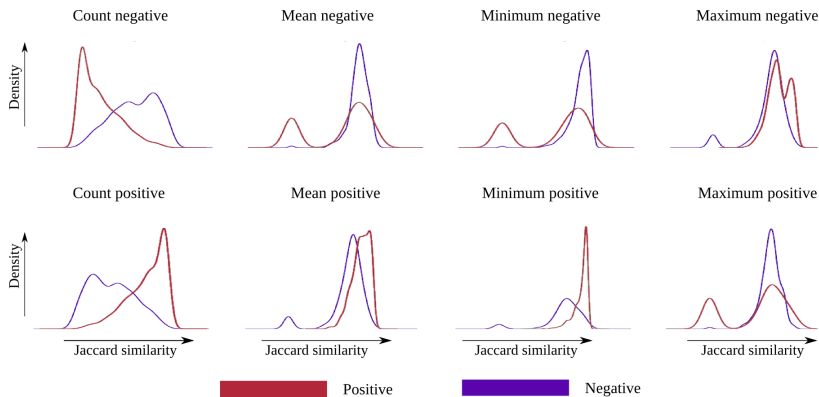 Count negative
Mean negative
Minimum negative
Maximum negative
Density
Count positive
Mean positive
Minimum positive
Maximum positive
Density
Jaccard similarity
Jaccard similarity
Jaccard similarity
Jaccard similarity
Positive
Negative